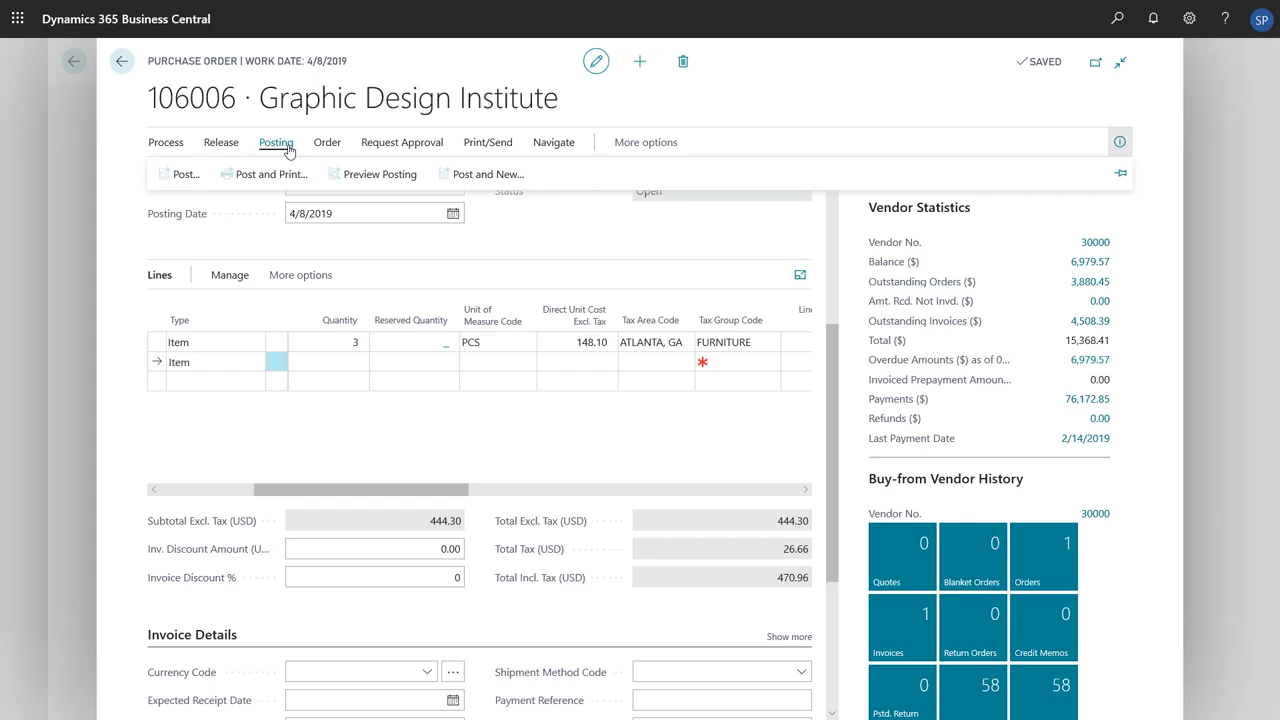 Dynamics 365 Business Central
SP
PURCHASE ORDER | WORK DATE: 4/8/2019
SAVED
106006 · Graphic Design Institute
Process Release Posting Order Request Approval Print/Send Navigate More options
Post... Post and Print... Preview Posting Post and New...
Status Open
Posting Date 4/8/2019
Lines Manage More options
Type Quantity Reserved Quantity Unit of Measure Code Direct Unit Cost Excl. Tax Tax Area Code Tax Group Code Line
Item 3 _ PCS 148.10 ATLANTA, GA FURNITURE
Item *
Subtotal Excl. Tax (USD) 444.30 Total Excl. Tax (USD) 444.30
Inv. Discount Amount (U... 0.00 Total Tax (USD) 26.66
Invoice Discount % 0 Total Incl. Tax (USD) 470.96
Invoice Details Show more
Currency Code Shipment Method Code
Expected Receipt Date Payment Reference
Vendor Statistics
Vendor No. 30000
Balance ($) 6,979.57
Outstanding Orders ($) 3,880.45
Amt. Rcd. Not Invd. ($) 0.00
Outstanding Invoices ($) 4,508.39
Total ($) 15,368.41
Overdue Amounts ($) as of 0... 6,979.57
Invoiced Prepayment Amoun... 0.00
Payments ($) 76,172.85
Refunds ($) 0.00
Last Payment Date 2/14/2019
Buy-from Vendor History
Vendor No. 30000
0 0 1
Quotes Blanket Orders Orders
1 0 0
Invoices Return Orders Credit Memos
0 58 58
Pstd. Return